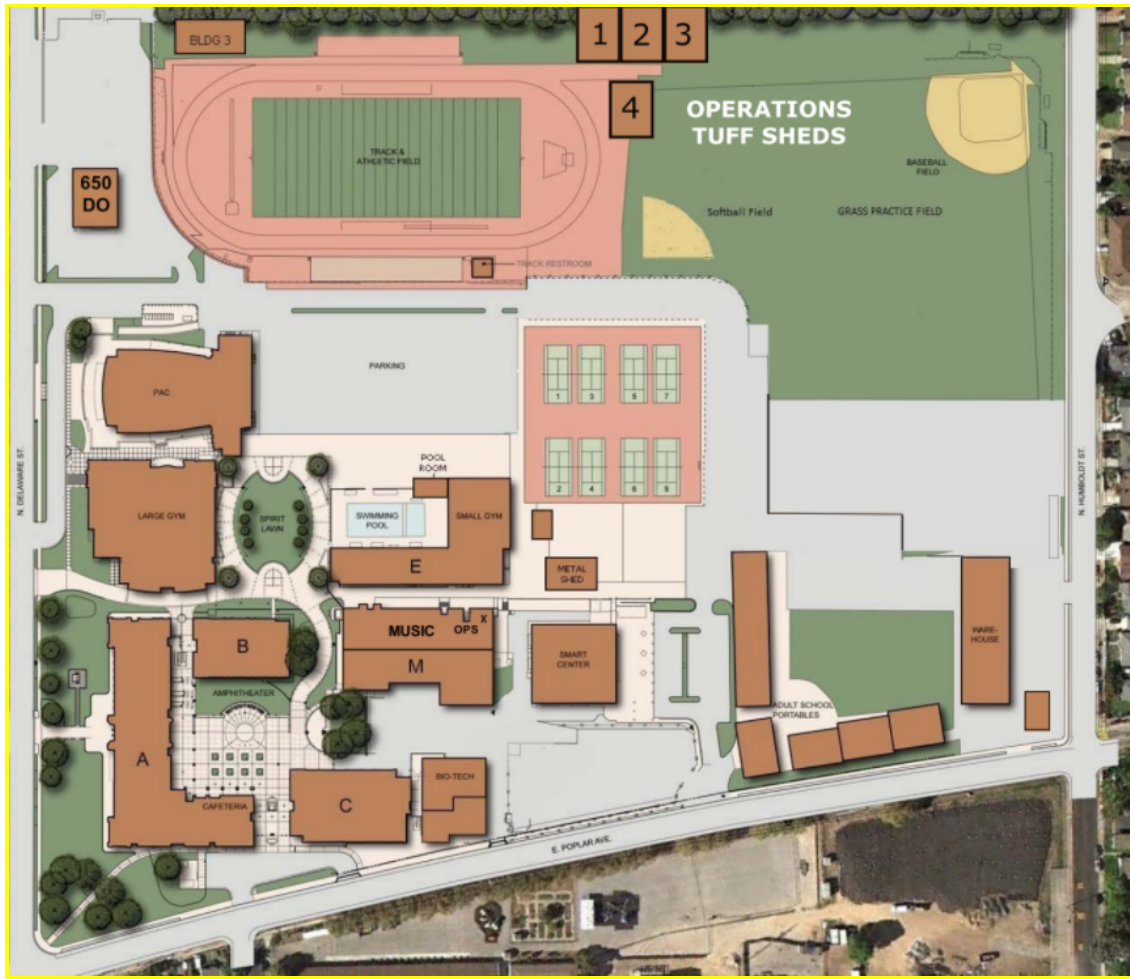 BLDG 3
1
2
3
4
OPERATIONS
TUFF SHEDS
650
DO
TRACK &
ATHLETIC FIELD
BASEBALL
FIELD
Softball Field
GRASS PRACTICE FIELD
TRACK RESTROOM
PAC
PARKING
1
3
5
7
2
4
6
8
N. DELAWARE ST.
N. HUMBOLDT ST.
LARGE GYM
SPIRIT
LAWN
POOL
ROOM
SWIMMING
POOL
SMALL GYM
E
METAL
SHED
MUSIC
OPS
X
M
B
AMPHITHEATER
SMART
CENTER
WARE-
HOUSE
ADULT SCHOOL
PORTABLES
A
CAFETERIA
C
BIO-TECH
E. POPLAR AVE.